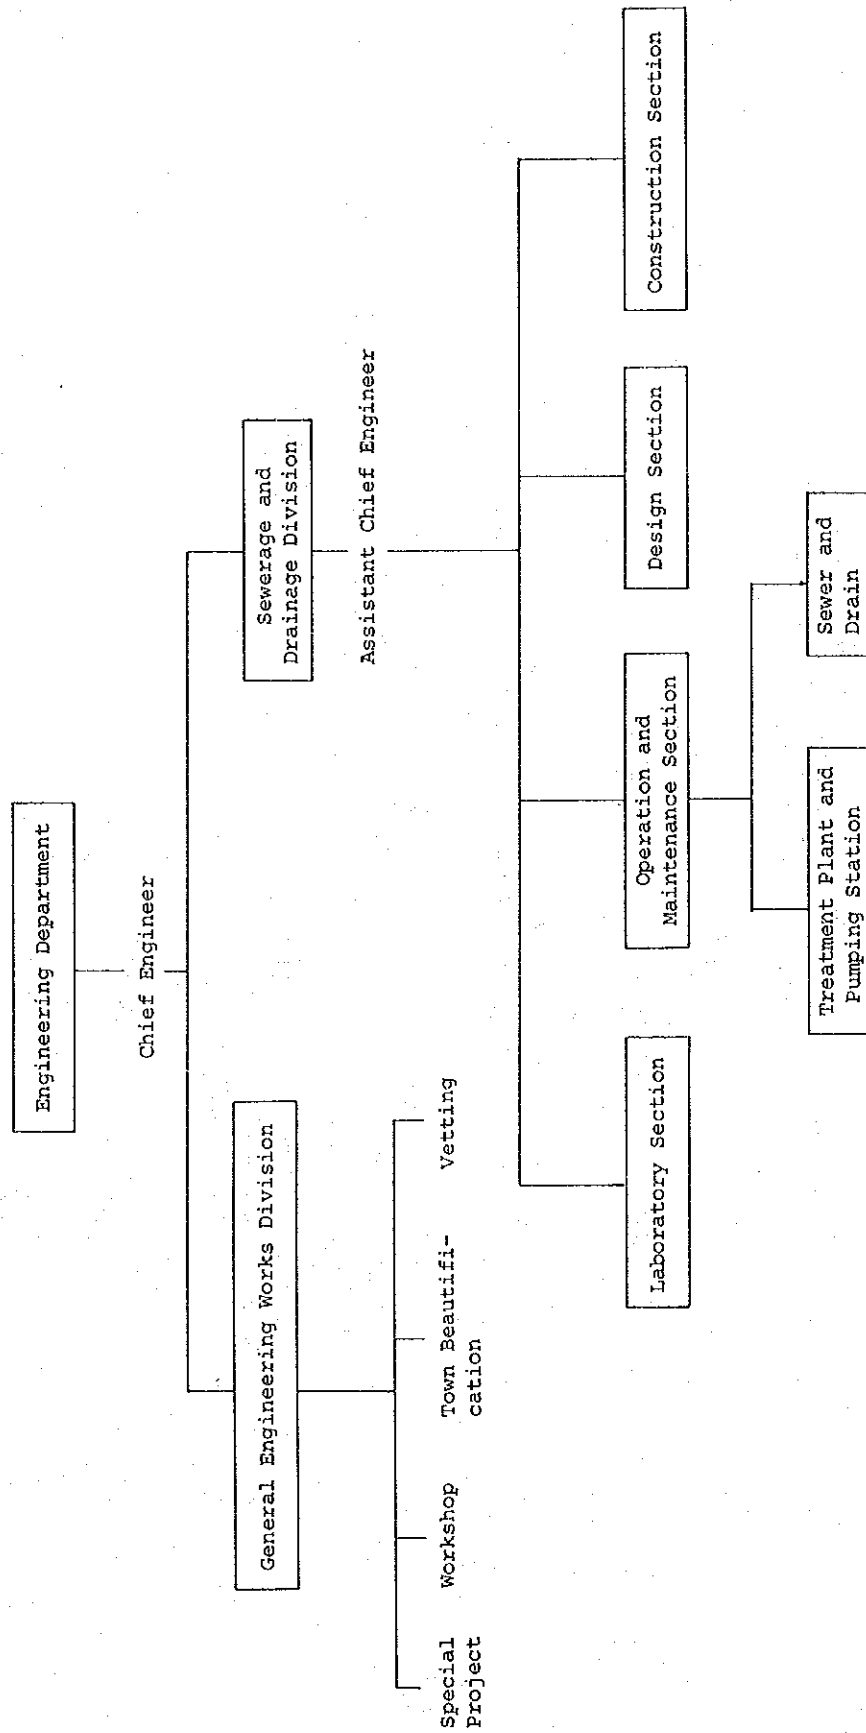 Engineering Department
Chief Engineer
General Engineering Works Division
Sewerage and
Drainage Division
Assistant Chief Engineer
Special
Project
Workshop
Town Beautifi-
cation
Vetting
Laboratory Section
Operation and
Maintenance Section
Design Section
Construction Section
Treatment Plant and
Pumping Station
Sewer and
Drain